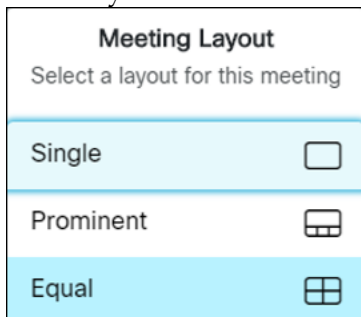 Meeting Layout
Select a layout for this meeting
Single
Prominent
Equal